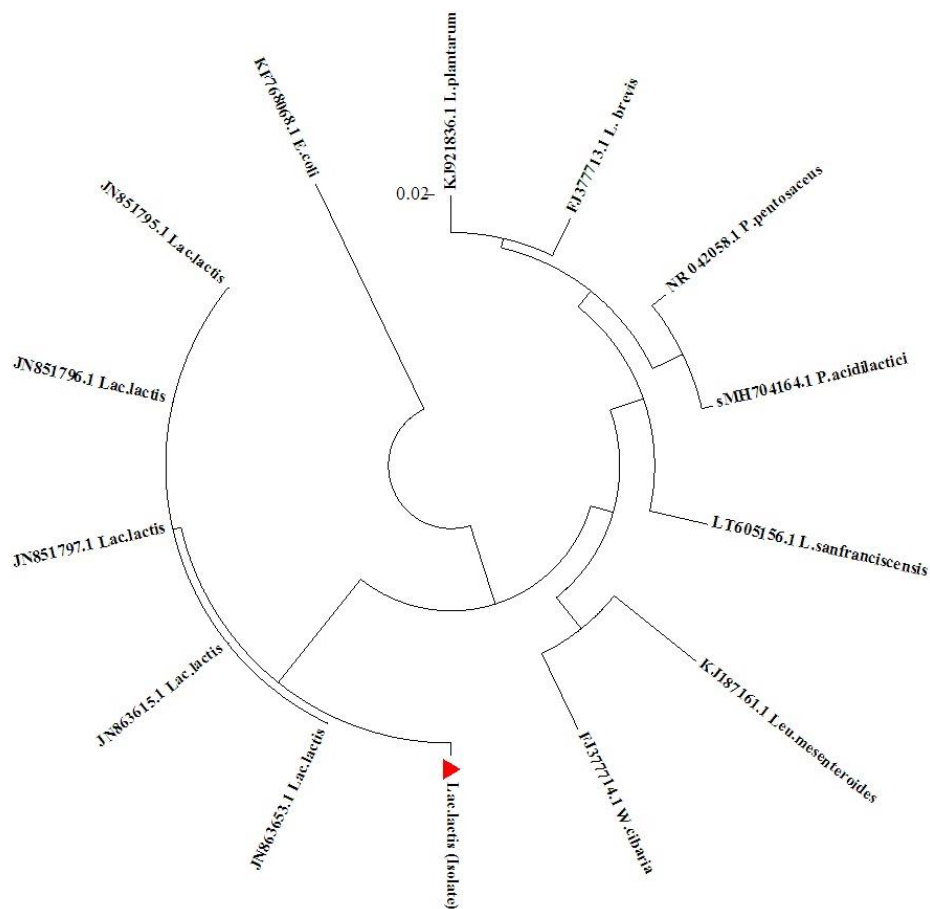 KJ921836.1 L.plantarum
FJ377713.1 L. brevis
NR 042058.1 P.pentosaceus
sMH704164.1 P.acidilactici
LT605156.1 L.sanfranciscensis
KJ187161.1 Leu.mesenteroides
FJ377714.1 W.cibaria
Lac.lactis (Isolate)
JN863653.1 Lac.lactis
JN863615.1 Lac.lactis
JN851797.1 Lac.lactis
JN851796.1 Lac.lactis
JN851795.1 Lac.lactis
KF768068.1 E.coli
0.02